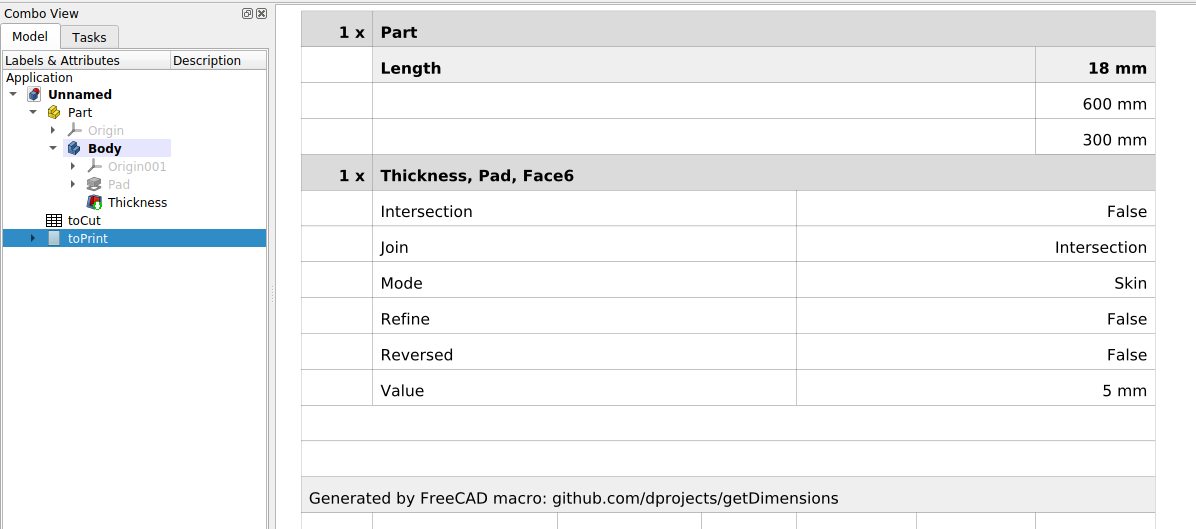 Combo View
Model Tasks
Labels & Attributes Description
Application
Unnamed
Part
Origin
Body
Origin001
Pad
Thickness
toCut
toPrint
1 x Part
Length 18 mm
600 mm
300 mm
1 x Thickness, Pad, Face6
Intersection False
Join Intersection
Mode Skin
Refine False
Reversed False
Value 5 mm
Generated by FreeCAD macro: github.com/dprojects/getDimensions